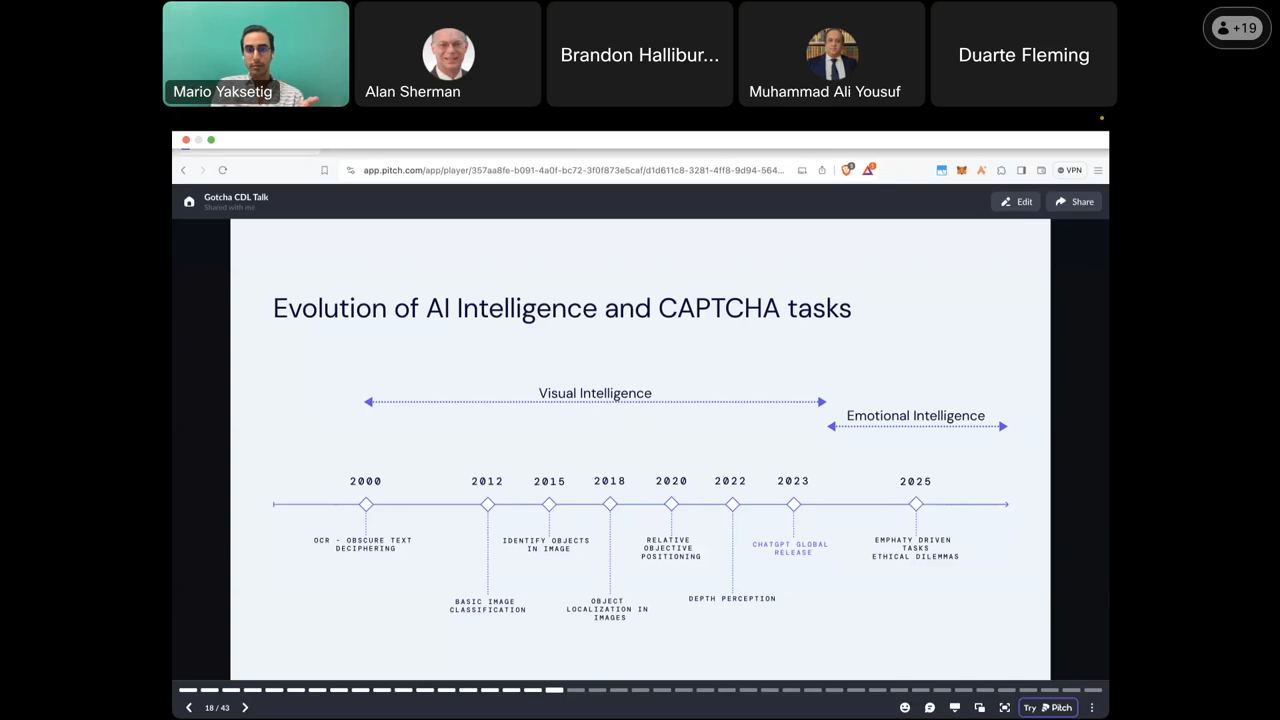 Mario Yaksetig
Alan Sherman
Brandon Hallibur...
Muhammad Ali Yousuf
Duarte Fleming
+19
app.pitch.com/app/player/357aa8fe-b091-4a0f-bc72-3f0f873e5caf/d1d611c8-3281-4ff8-9d94-564...
VPN
Gotcha CDL Talk
Shared with me
Edit
Share
Evolution of AI Intelligence and CAPTCHA tasks
Visual Intelligence
Emotional Intelligence
2000
2012
2015
2018
2020
2022
2023
2025
OCR - OBSCURE TEXT
DECIPHERING
IDENTIFY OBJECTS
IN IMAGE
RELATIVE
OBJECTIVE
POSITIONING
CHATGPT GLOBAL
RELEASE
EMPHATY DRIVEN
TASKS
ETHICAL DILEMMAS
BASIC IMAGE
CLASSIFICATION
OBJECT
LOCALIZATION IN
IMAGES
DEPTH PERCEPTION
18 / 43
Try Pitch